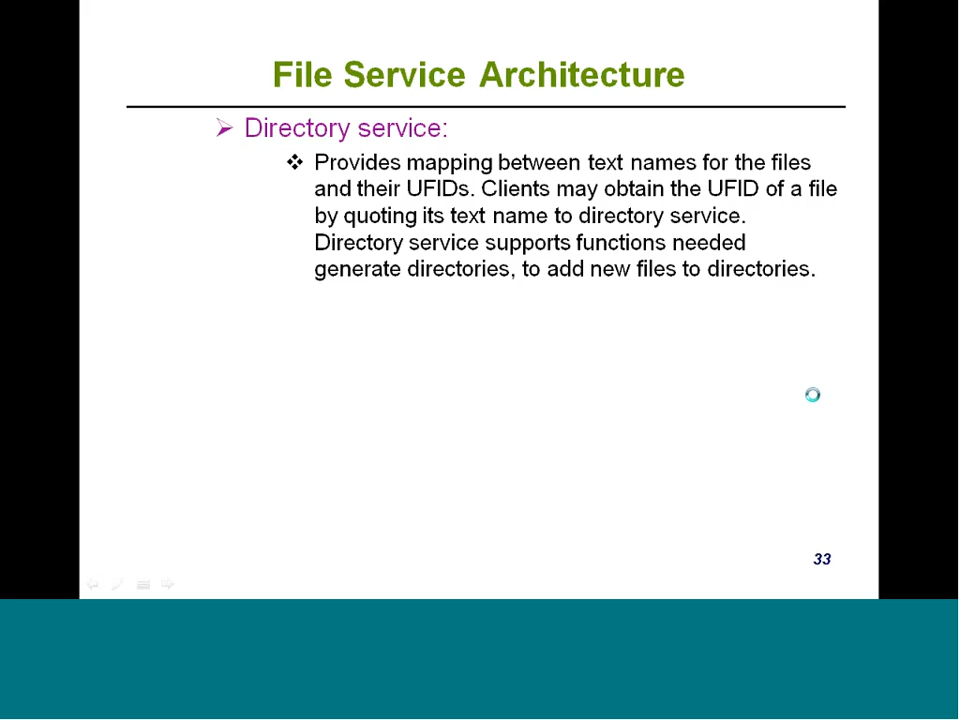 File Service Architecture
Directory service:
Provides mapping between text names for the files
and their UFIDs. Clients may obtain the UFID of a file
by quoting its text name to directory service.
Directory service supports functions needed
generate directories, to add new files to directories.
33